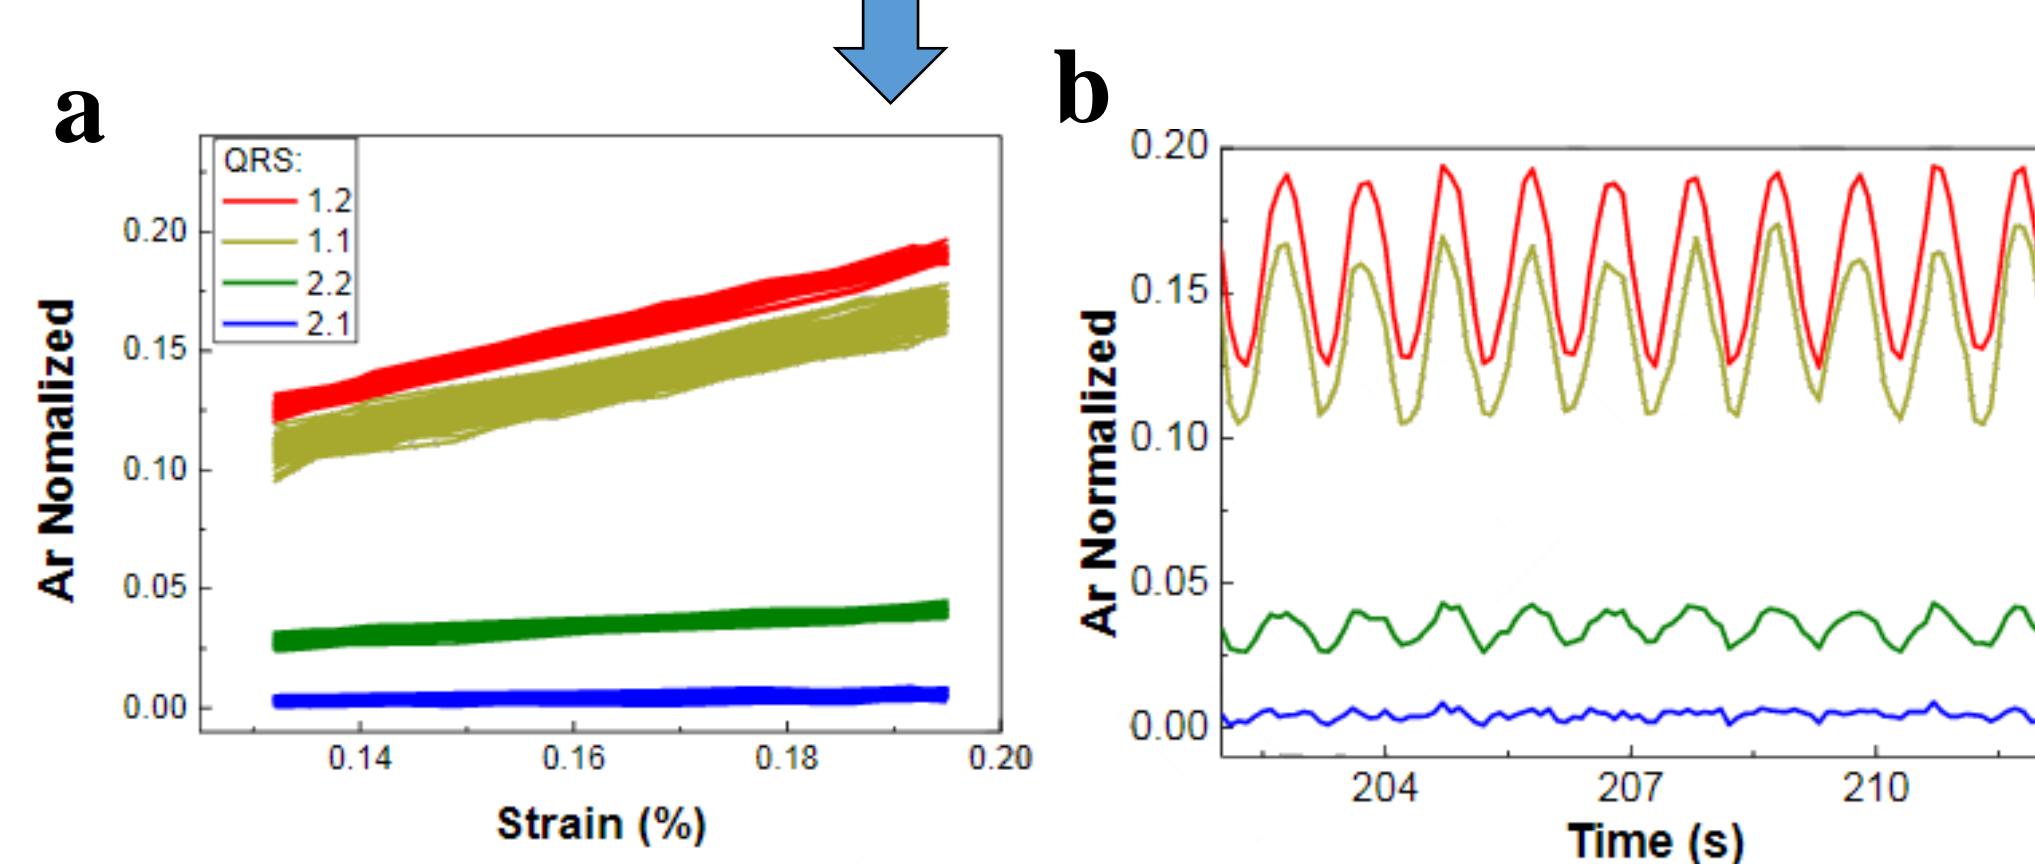 a
QRS:
1.2
1.1
2.2
2.1
0.20
0.15
0.10
0.05
0.00
Ar Nomalized
0.14 0.16 0.18 0.20
Strain (%)
b
0.20
0.15
0.10
0.05
0.00
Ar Normalized
204 207 210
Time (s)